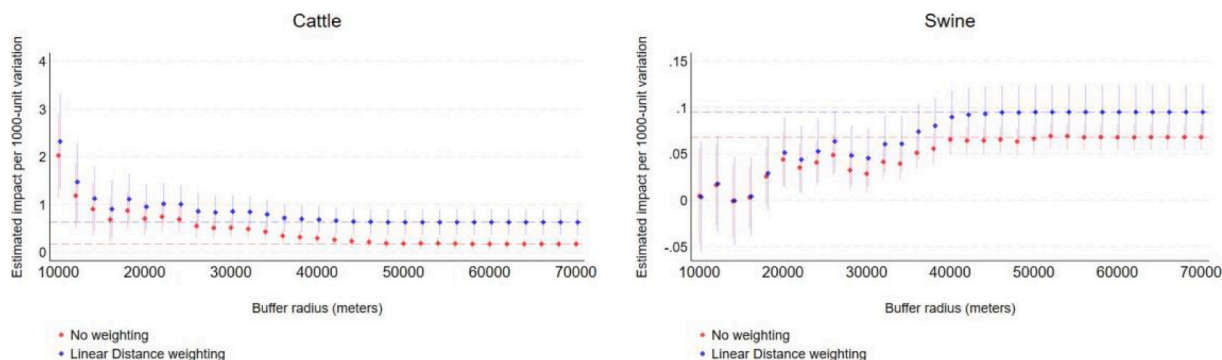 Cattle
Estimated impact per 1000-unit variation
4
3
2
1
0
10000 20000 30000 40000 50000 60000 70000
Buffer radius (meters)
No weighting
Linear Distance weighting
Swine
Estimated impact per 1000-unit variation
.15
.1
.05
0
-.05
10000 20000 30000 40000 50000 60000 70000
Buffer radius (meters)
No weighting
Linear Distance weighting